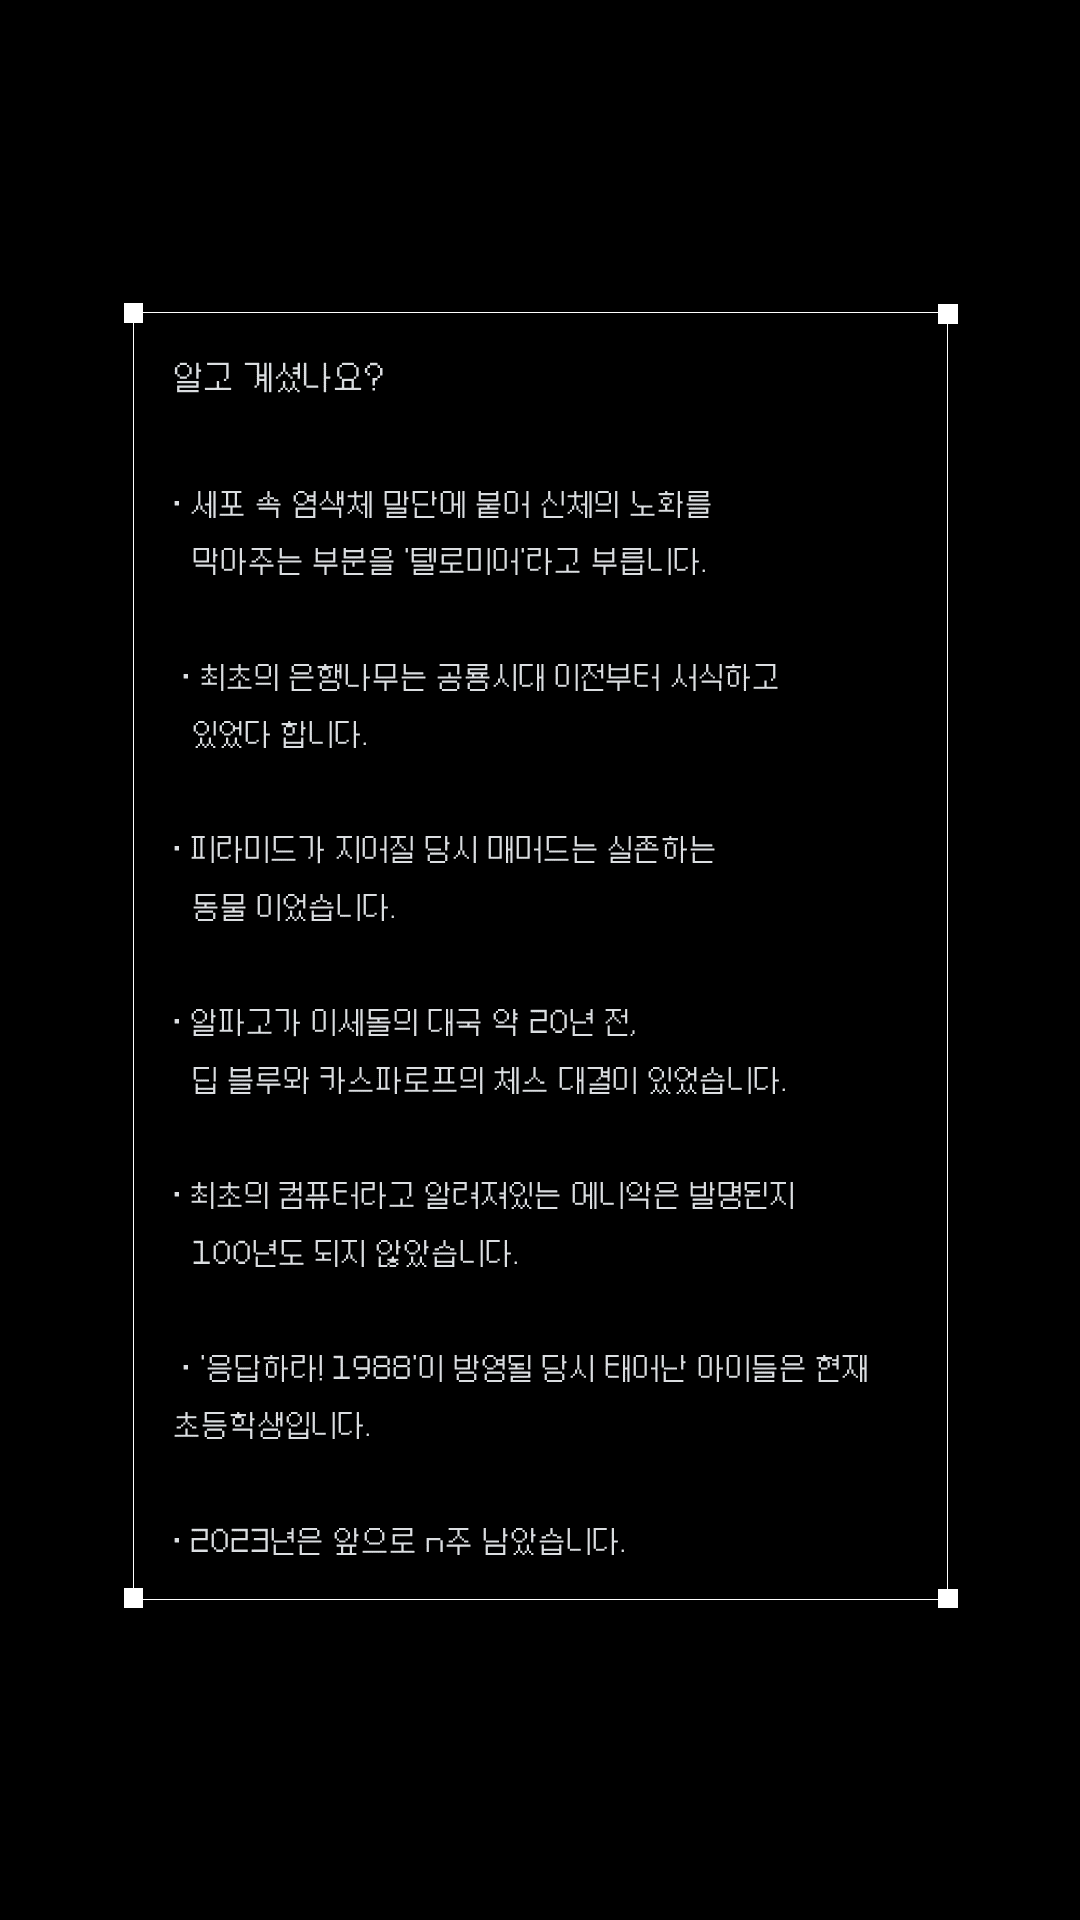 알고 계셨나요?
· 세포 속 염색체 말단에 붙어 신체의 노화를
막아주는 부분을 '텔로미어'라고 부릅니다.
· 최초의 은행나무는 공룡시대 이전부터 서식하고
있었다 합니다.
· 피라미드가 지어질 당시 매머드는 실존하는
동물 이었습니다.
· 알파고가 이세돌의 대국 약 20년 전,
딥 블루와 카스파로프의 체스 대결이 있었습니다.
· 최초의 컴퓨터라고 알려져있는 에니악은 발명된지
100년도 되지 않았습니다.
· '응답하라! 1988'이 방영될 당시 태어난 아이들은 현재
초등학생입니다.
· 2023년은 앞으로 n주 남았습니다.